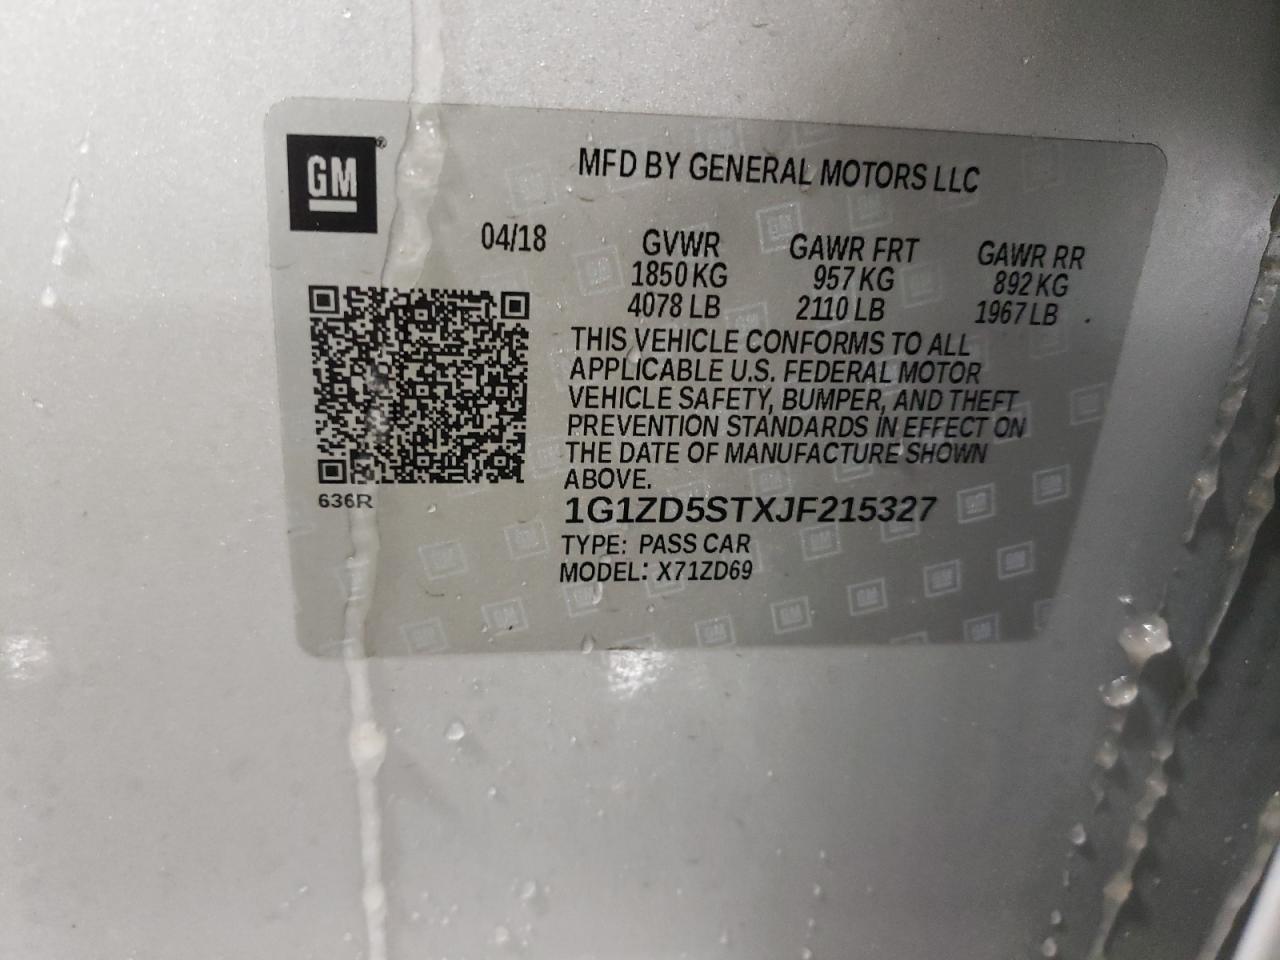 GM®
MFD BY GENERAL MOTORS LLC
04/18
GVWR GAWR FRT GAWR RR
1850 KG 957 KG 892 KG
4078 LB 2110 LB 1967 LB
THIS VEHICLE CONFORMS TO ALL
APPLICABLE U.S. FEDERAL MOTOR
VEHICLE SAFETY, BUMPER, AND THEFT
PREVENTION STANDARDS IN EFFECT ON
THE DATE OF MANUFACTURE SHOWN
ABOVE.
636R
1G1ZD5STXJF215327
TYPE: PASS CAR
MODEL: X71ZD69